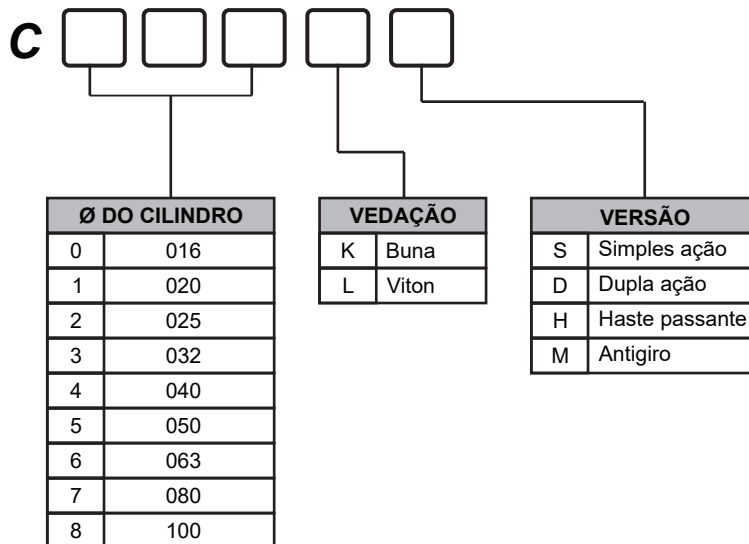 C
Ø DO CILINDRO
0 016
1 020
2 025
3 032
4 040
5 050
6 063
7 080
8 100
VEDAÇÃO
K Buna
L Viton
VERSÃO
S Simples ação
D Dupla ação
H Haste passante
M Antigiro